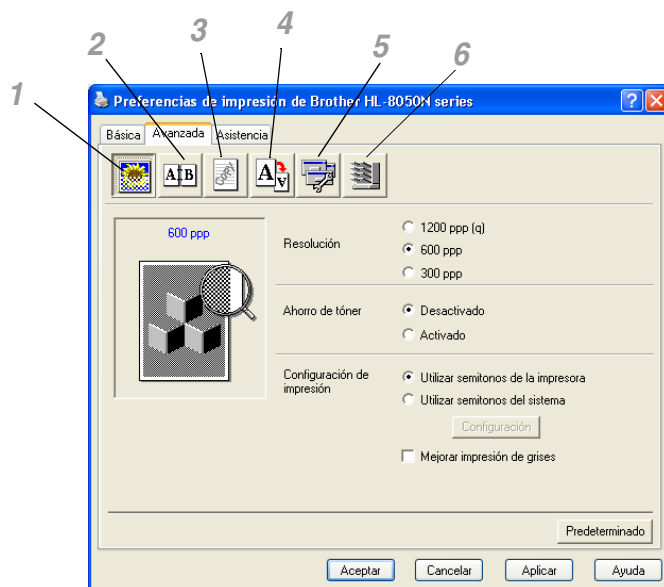 1
2
3
4
5
6
Preferencias de impresión de Brother HL-8050N series
Básica Avanzada Asistencia
A B
A A
600 ppp
Resolución
1200 ppp (q)
600 ppp
300 ppp
Ahorro de tóner
Desactivado
Activado
Configuración de
impresión
Utilizar semitonos de la impresora
Utilizar semitonos del sistema
Configuración
Mejorar impresión de grises
Predeterminado
Aceptar Cancelar Aplicar Ayuda